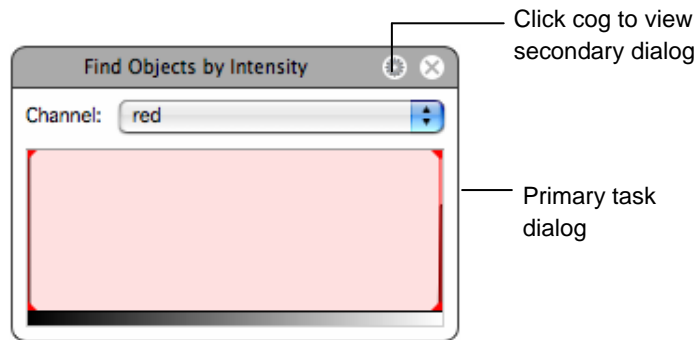 Click cog to view
secondary dialog
Find Objects by Intensity
Channel: red
Primary task
dialog